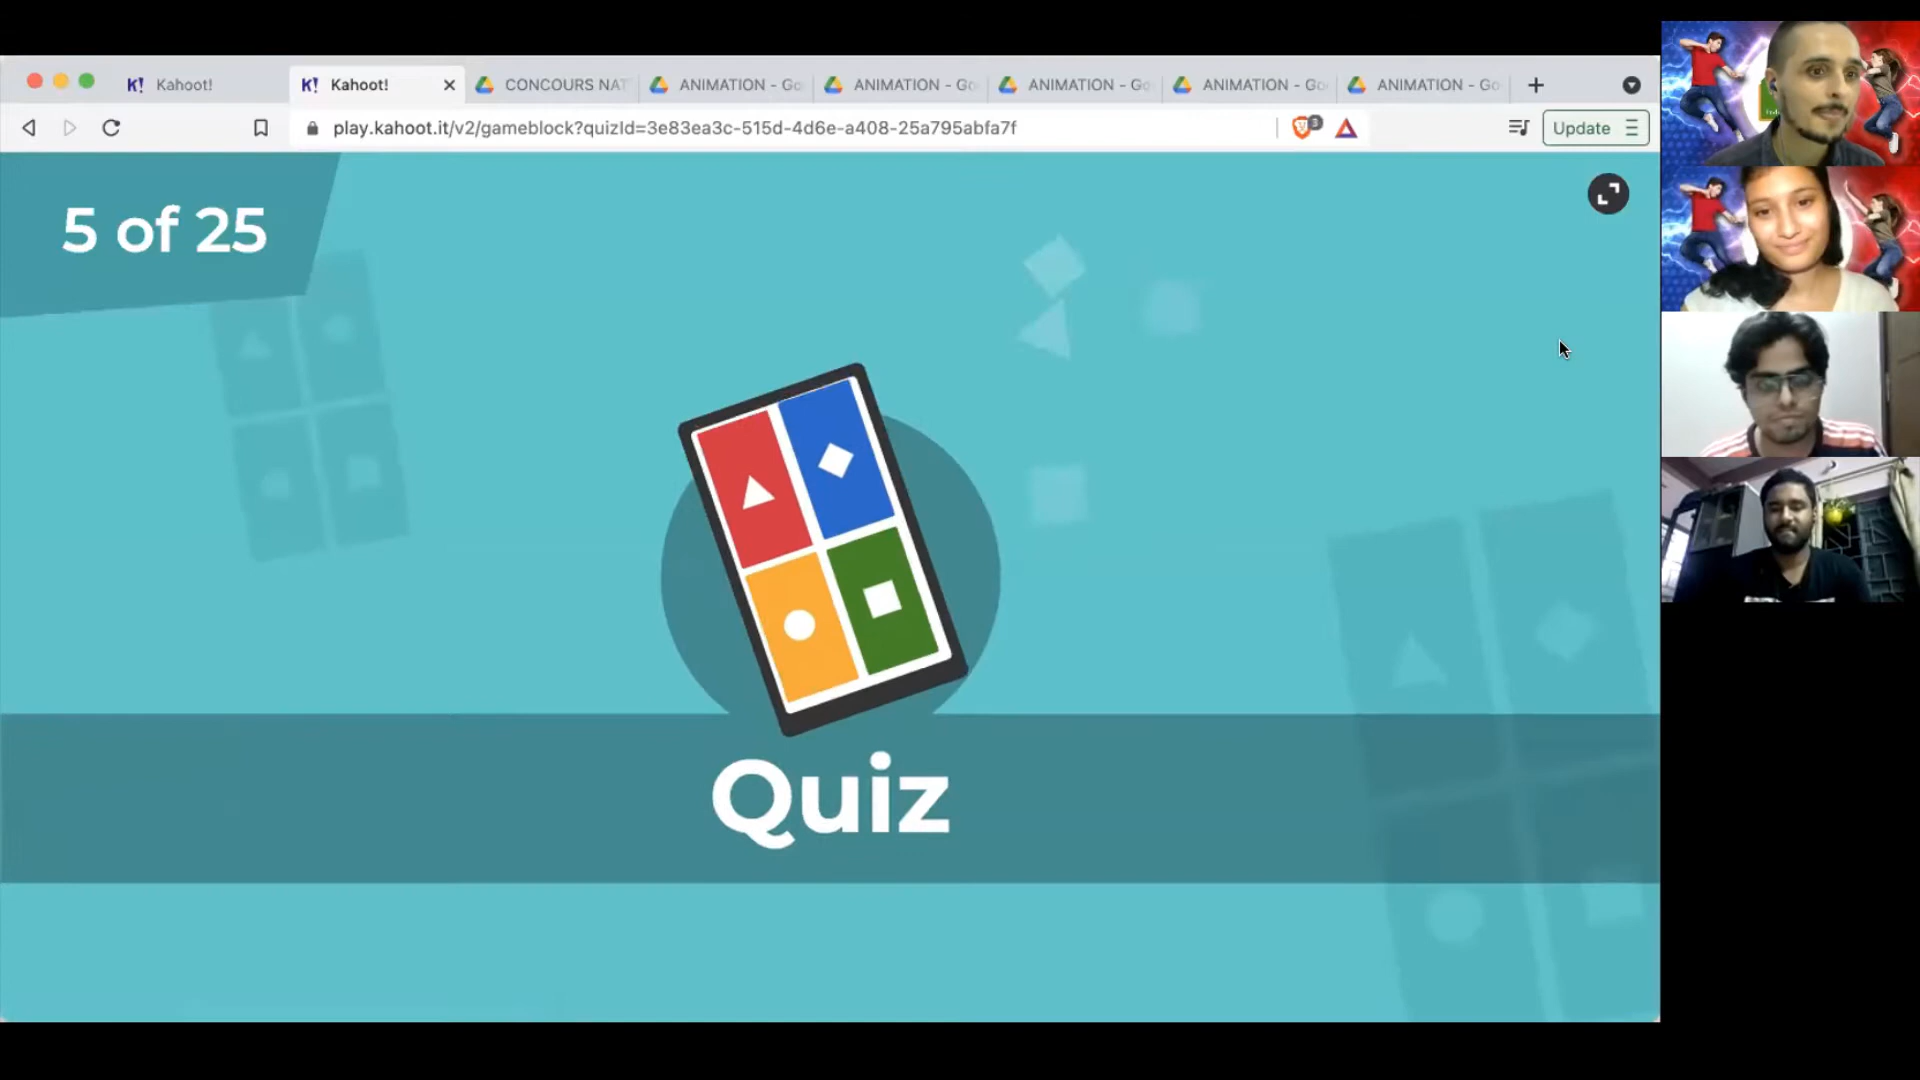 K! Kahoot!
K! Kahoot!
CONCOURS NAT
ANIMATION - Go
ANIMATION - Go
ANIMATION - Go
ANIMATION - Go
ANIMATION - Go
play.kahoot.it/v2/gameblock?quizId=3e83ea3c-515d-4d6e-a408-25a795abfa7f
3
Update
5 of 25
Quiz